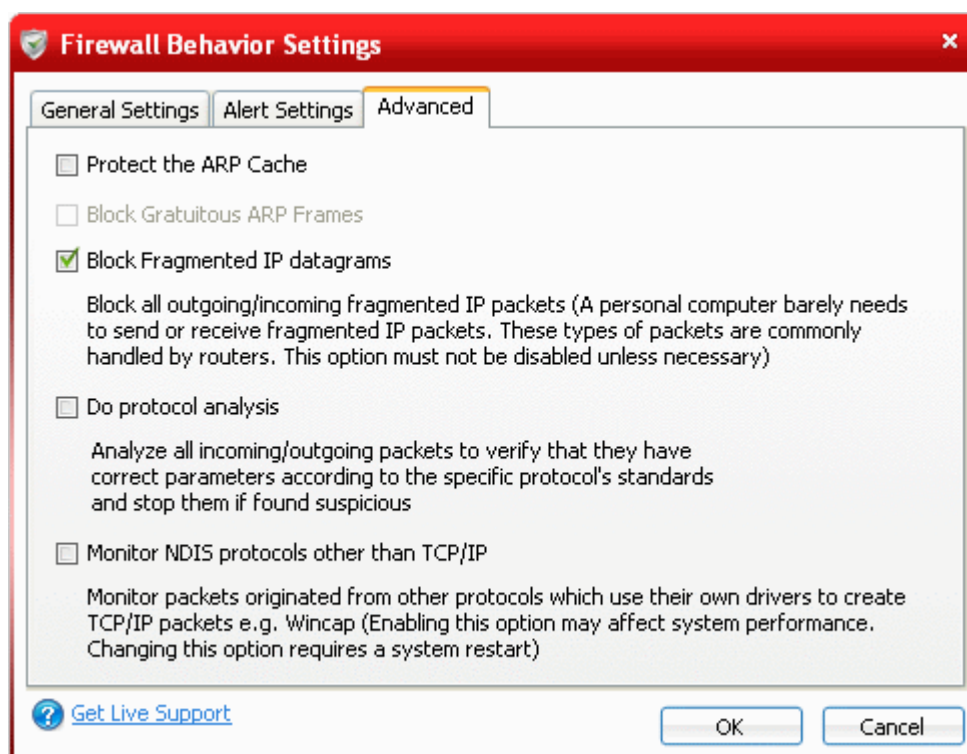 Firewall Behavior Settings
General Settings
Alert Settings
Advanced
Protect the ARP Cache
Block Gratuitous ARP Frames
Block Fragmented IP datagrams
Block all outgoing/incoming fragmented IP packets (A personal computer barely needs
to send or receive fragmented IP packets. These types of packets are commonly
handled by routers. This option must not be disabled unless necessary)
Do protocol analysis
Analyze all incoming/outgoing packets to verify that they have
correct parameters according to the specific protocol's standards
and stop them if found suspicious
Monitor NDIS protocols other than TCP/IP
Monitor packets originated from other protocols which use their own drivers to create
TCP/IP packets e.g. Wincap (Enabling this option may affect system performance.
Changing this option requires a system restart)
Get Live Support
OK
Cancel